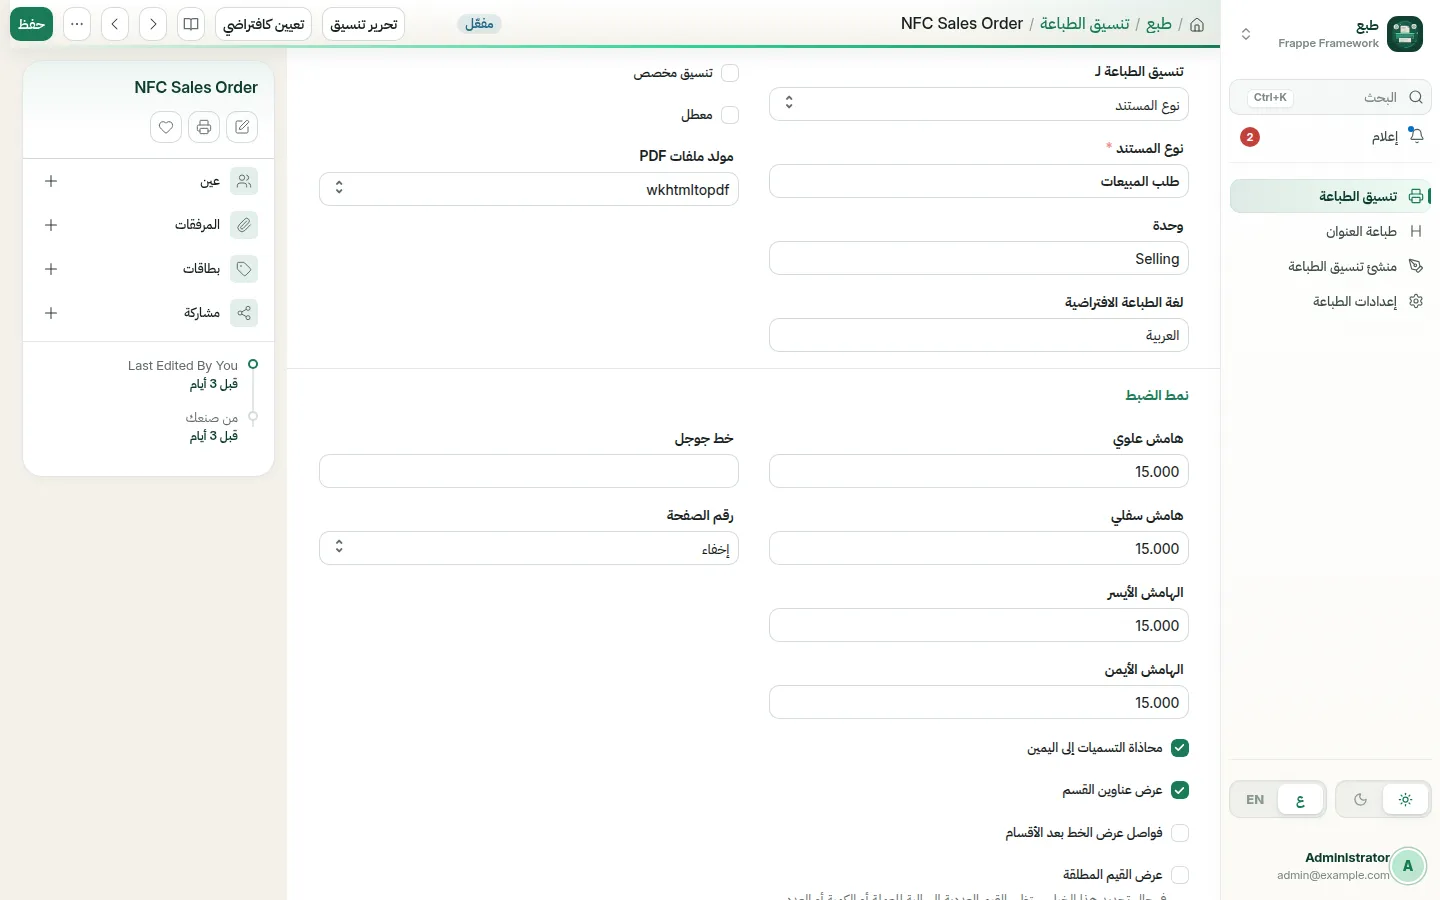 طبع
Frappe Framework
البحث
Ctrl+K
إعلام
2
تنسيق الطباعة
طباعة العنوان
منشئ تنسيق الطباعة
إعدادات الطباعة
EN
ع
Administrator
admin@example.com
A
طبع / تنسيق الطباعة / NFC Sales Order
مفعّل
تحرير تنسيق
تعيين كافتراضي
حفظ
تنسيق الطباعة لـ
نوع المستند
نوع المستند *
طلب المبيعات
وحدة
Selling
لغة الطباعة الافتراضية
العربية
تنسيق مخصص
معطل
مولد ملفات PDF
wkhtmltopdf
نمط الضبط
هامش علوي
15.000
هامش سفلي
15.000
الهامش الأيسر
15.000
الهامش الأيمن
15.000
محاذاة التسميات إلى اليمين
عرض عناوين القسم
فواصل عرض الخط بعد الأقسام
عرض القيم المطلقة
خط جوجل
رقم الصفحة
إخفاء
NFC Sales Order
عين
المرفقات
بطاقات
مشاركة
Last Edited By You
قبل 3 أيام
من صنعك
قبل 3 أيام